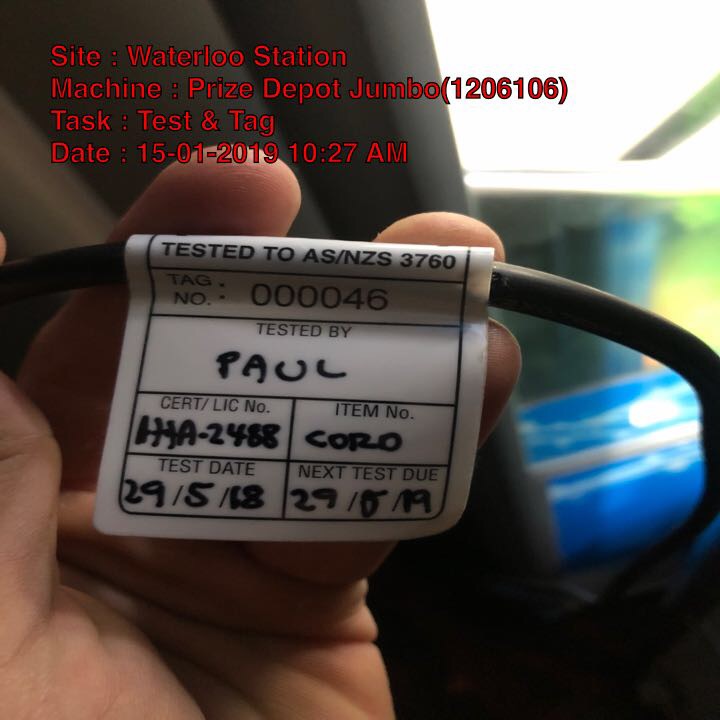 Site : Waterloo Station
Machine : Prize Depot Jumbo(1206106)
Task : Test & Tag
Date : 15-01-2019 10:27 AM
TESTED TO AS/NZS 3760
TAG NO. : 000046
TESTED BY
PAUL
CERT/ LIC No. ITEM No.
CORD
TEST DATE NEXT TEST DUE
29/5/18 29/5/19